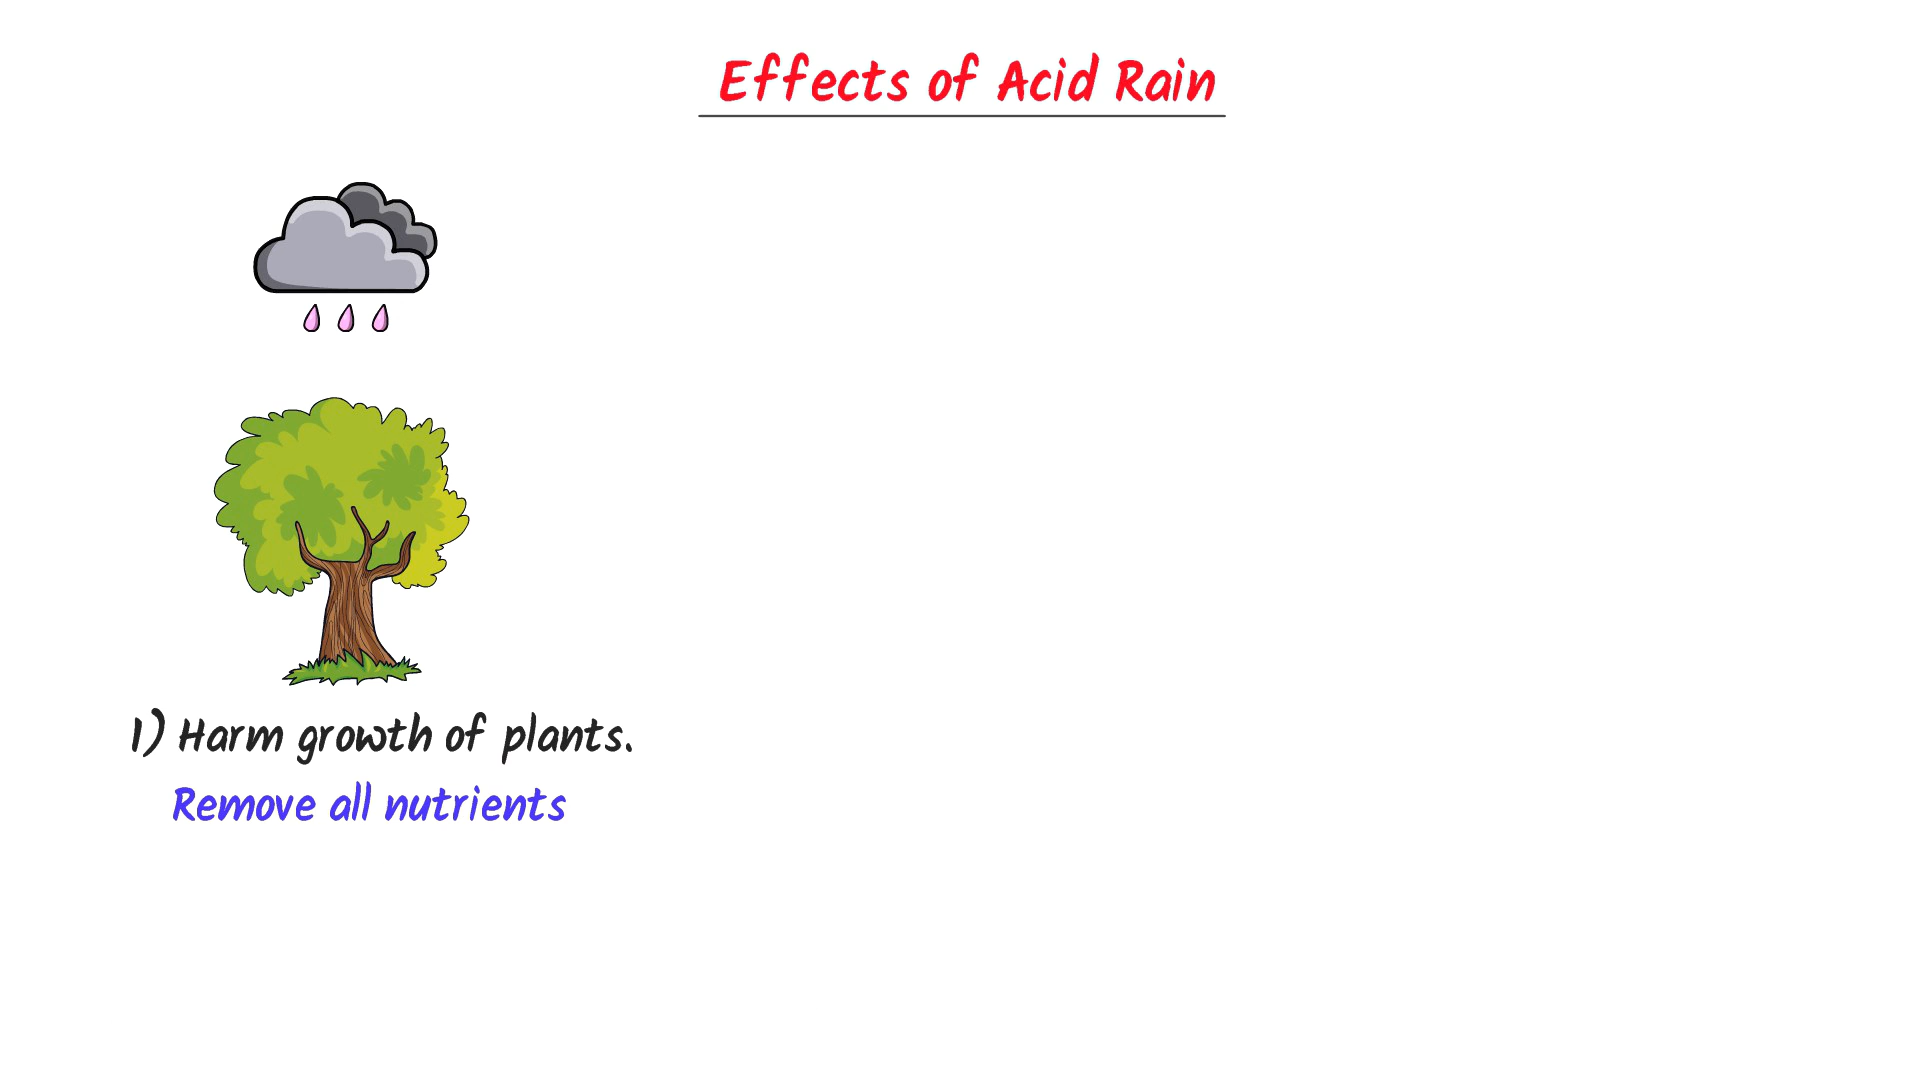 Effects of Acid Rain
1) Harm growth of plants.
Remove all nutrients